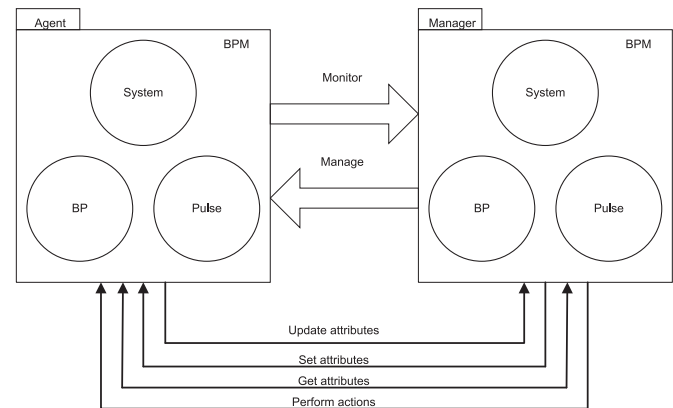 Agent
BPM
System
BP
Pulse
Monitor
Manage
Manager
BPM
System
BP
Pulse
Update attributes
Set attributes
Get attributes
Perform actions